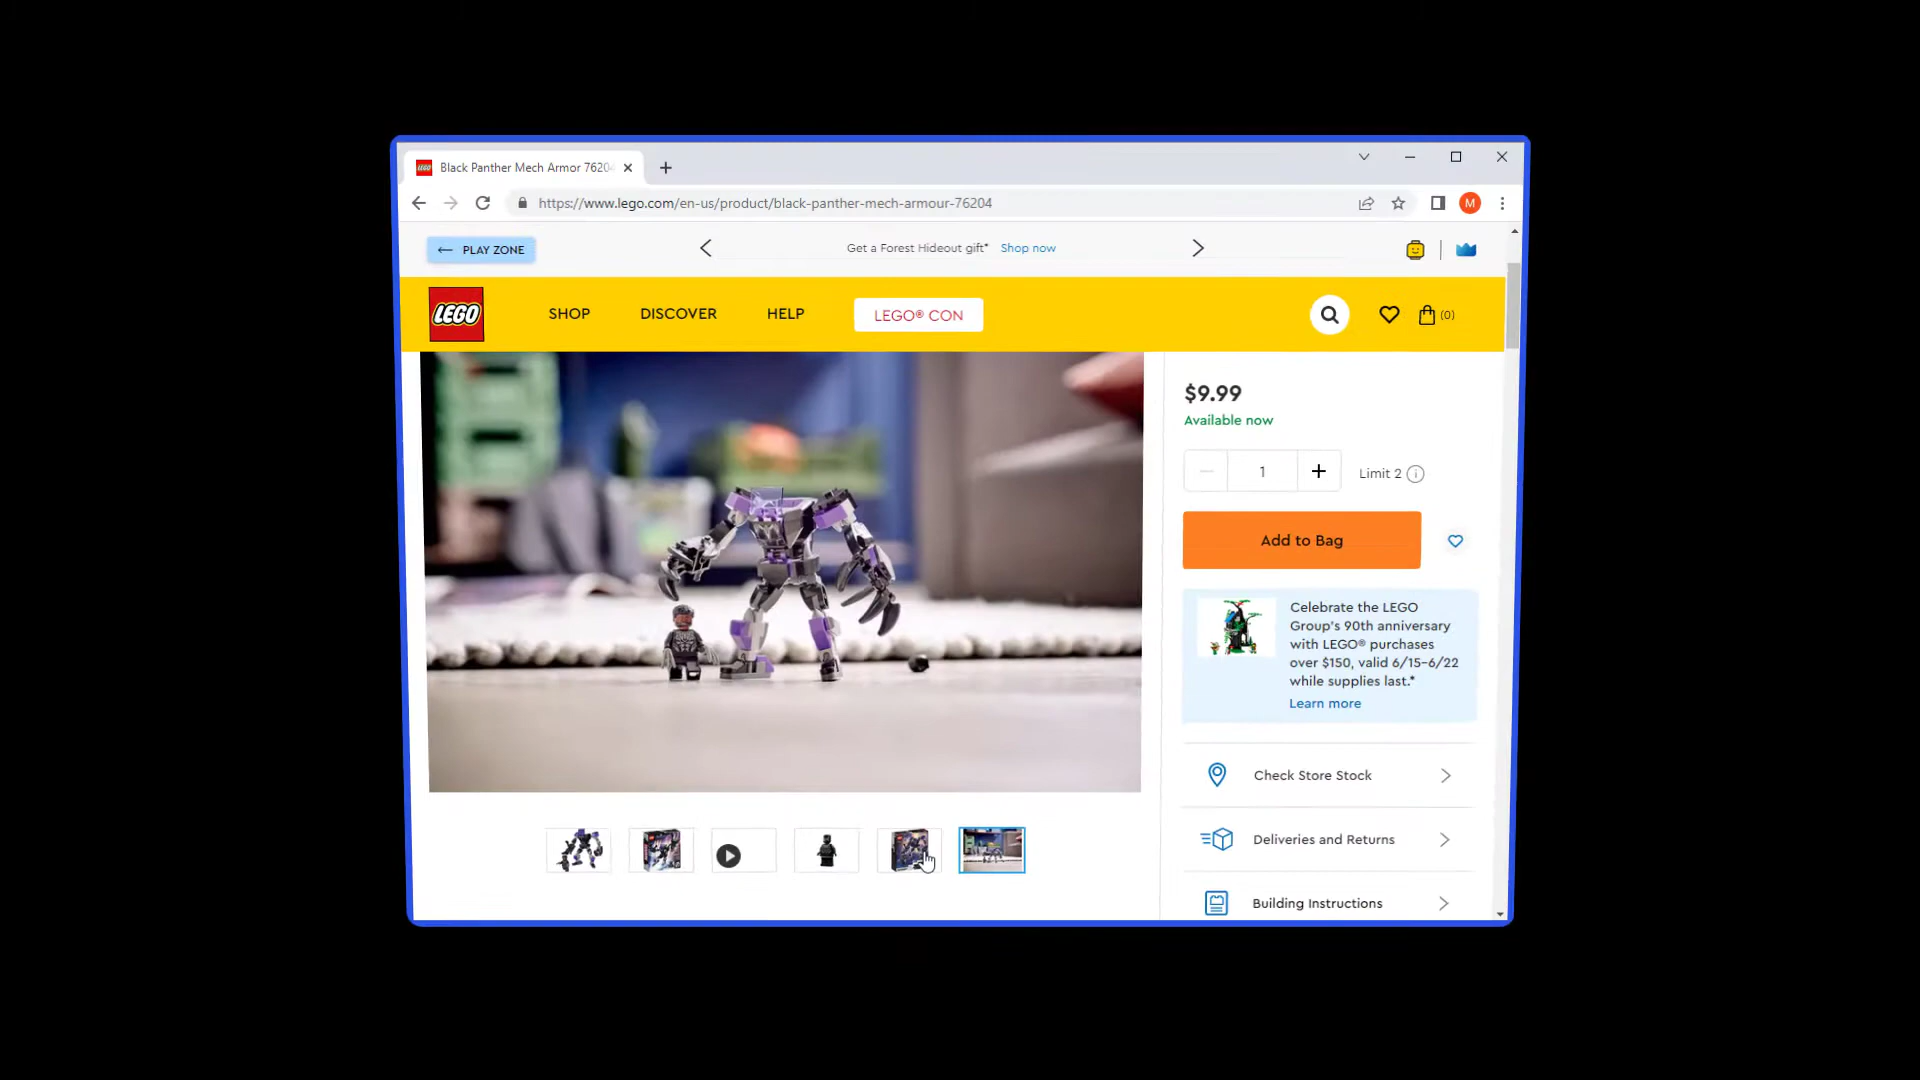 Black Panther Mech Armor 7620
https://www.lego.com/en-us/product/black-panther-mech-armour-76204
M
PLAY ZONE
Get a Forest Hideout gift* Shop now
LEGO
SHOP
DISCOVER
HELP
LEGO® CON
(0)
$9.99
Available now
1
Limit 2
Add to Bag
Celebrate the LEGO
Group's 90th anniversary
with LEGO® purchases
over $150, valid 6/15-6/22
while supplies last.*
Learn more
Check Store Stock
Deliveries and Returns
Building Instructions